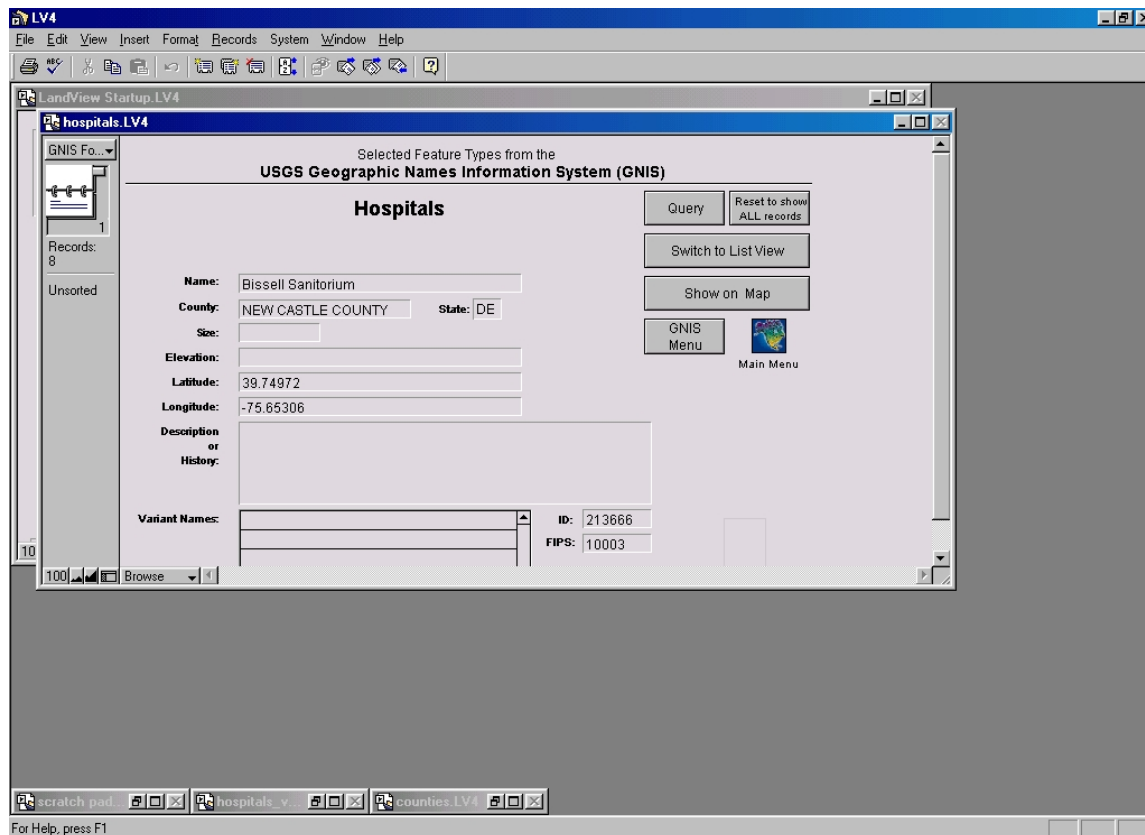 LV4
File Edit View Insert Format Records System Window Help
ABC
LandView Startup.LV4
hospitals.LV4
GNIS Fo...
1
Records:
8
Unsorted
Selected Feature Types from the
USGS Geographic Names Information System (GNIS)
Hospitals
Query
Reset to show
ALL records
Switch to List View
Show on Map
GNIS
Menu
Main Menu
Name: Bissell Sanitorium
County: NEW CASTLE COUNTY State: DE
Size:
Elevation:
Latitude: 39.74972
Longitude: -75.65306
Description
or
History:
Variant Names:
ID: 213666
FIPS: 10003
10
100 Browse
scratch pad... hospitals_v... counties.LV4
For Help, press F1